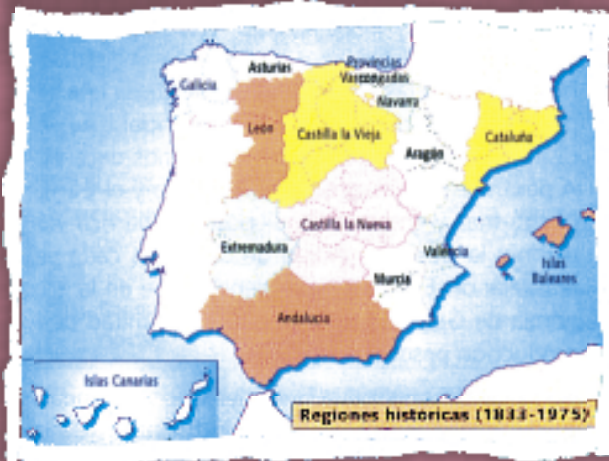 Provincias
Asturias
Vascongadas
Galicia
Navarra
León
Castilla la Vieja
Cataluña
Aragón
Castilla la Nueva
Extremadura
Valencia
Islas
Baleares
Murcia
Andalucía
Islas Canarias
Regiones históricas (1833-1975)